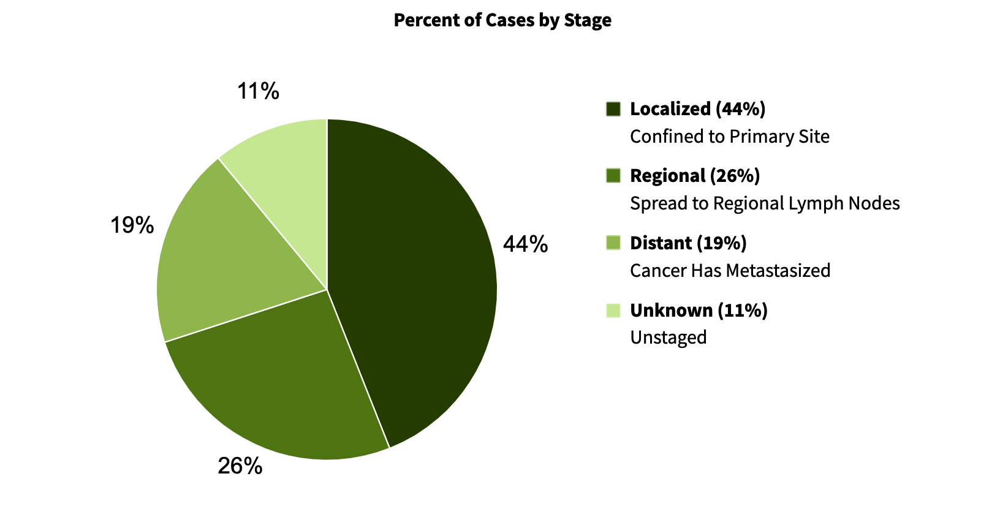 Percent of Cases by Stage
11%
19%
44%
26%
Localized (44%)
Confined to Primary Site
Regional (26%)
Spread to Regional Lymph Nodes
Distant (19%)
Cancer Has Metastasized
Unknown (11%)
Unstaged